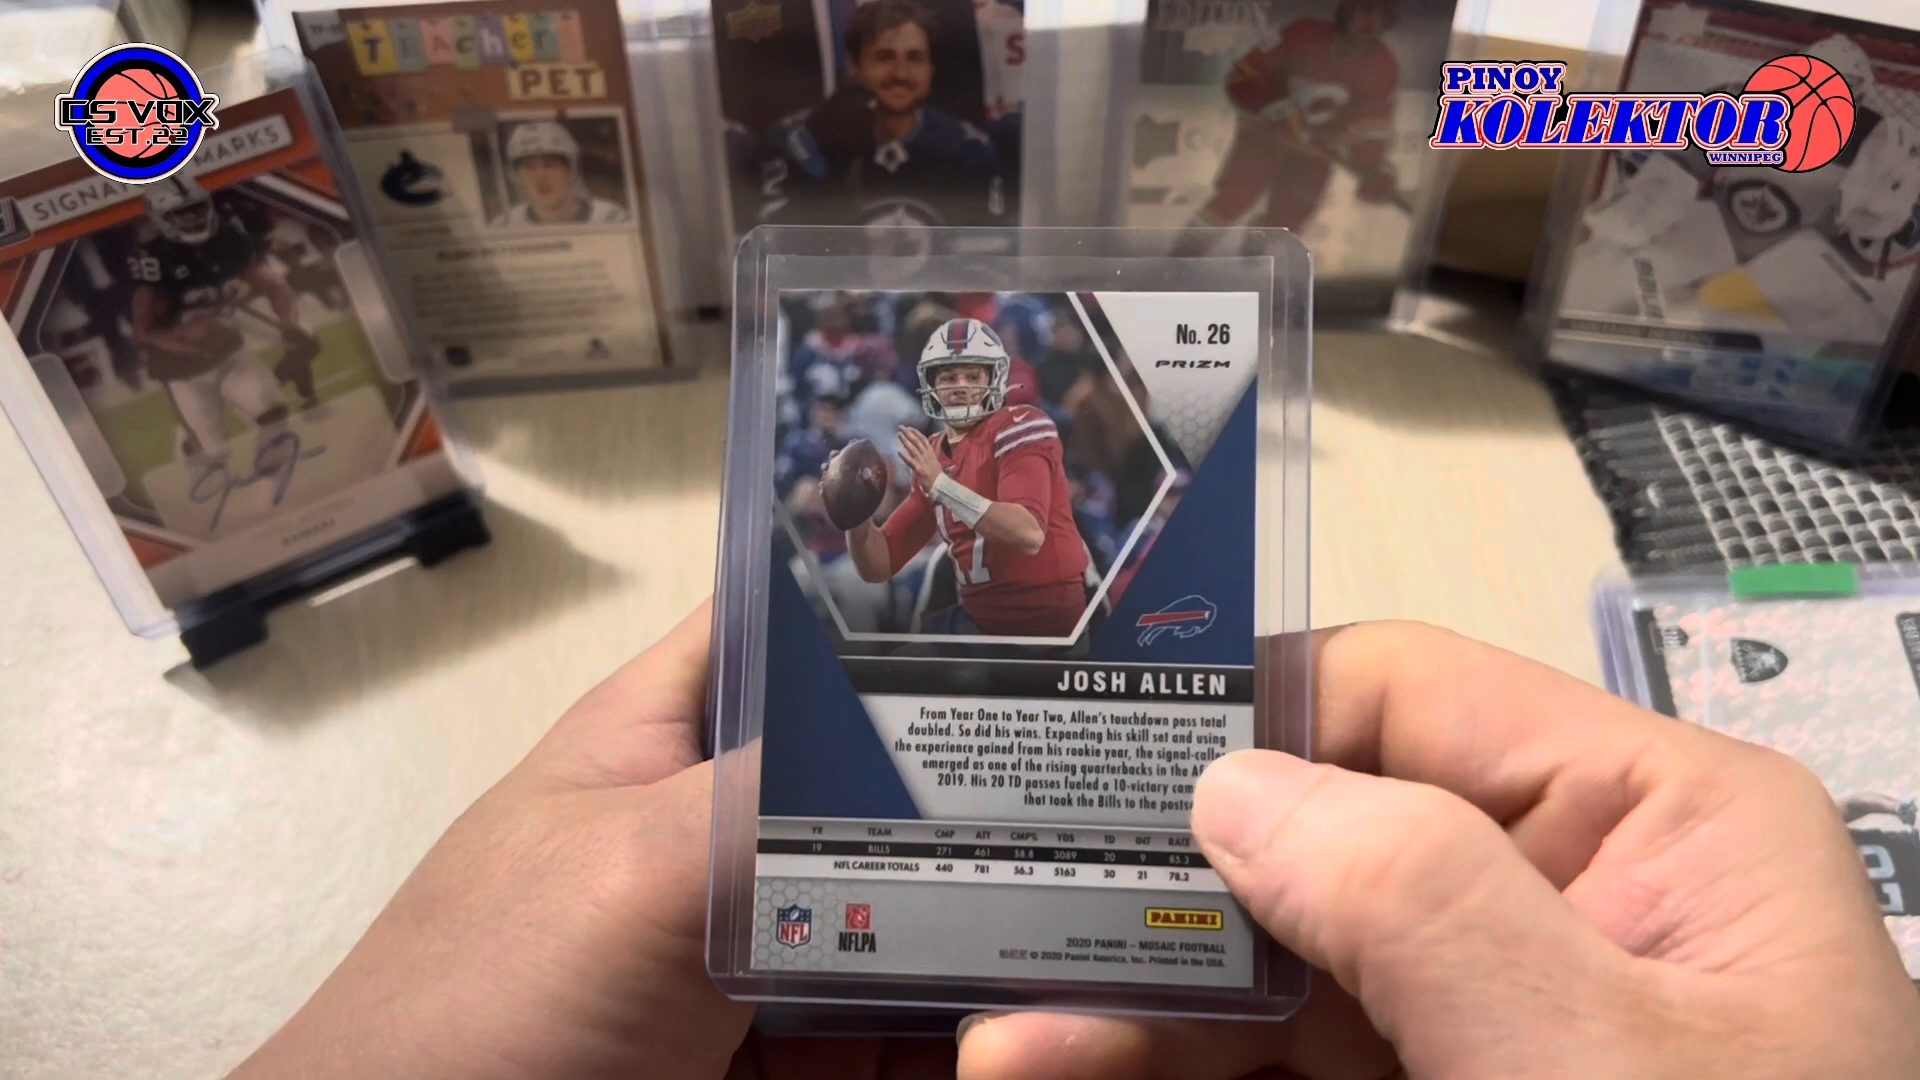 CS VOX
EST.22
PINOY
KOLEKTOR
WINNIPEG
TEACHER'S
PET
MARKS
No. 26
PRIZM
17
JOSH ALLEN
From Year One to Year Two, Allen's touchdown pass total
doubled. So did his wins. Expanding his skill set and using
the experience gained from his rookie year, the signal-caller
emerged as one of the rising quarterbacks in the
2019. His 20 TD passes fueled a 10-victory
that took the Bills to the
YR TEAM CMP ATT CMP% YDS TD INT RATE
19 BILLS 271 461 58.8 3089 20 9 85.3
NFL CAREER TOTALS 440 781 56.3 5163 30 21 78.2
NFL
NFLPA
PANINI
2020 PANINI – MOSAIC FOOTBALL
© 2020 Panini America, Inc. Printed in the USA.